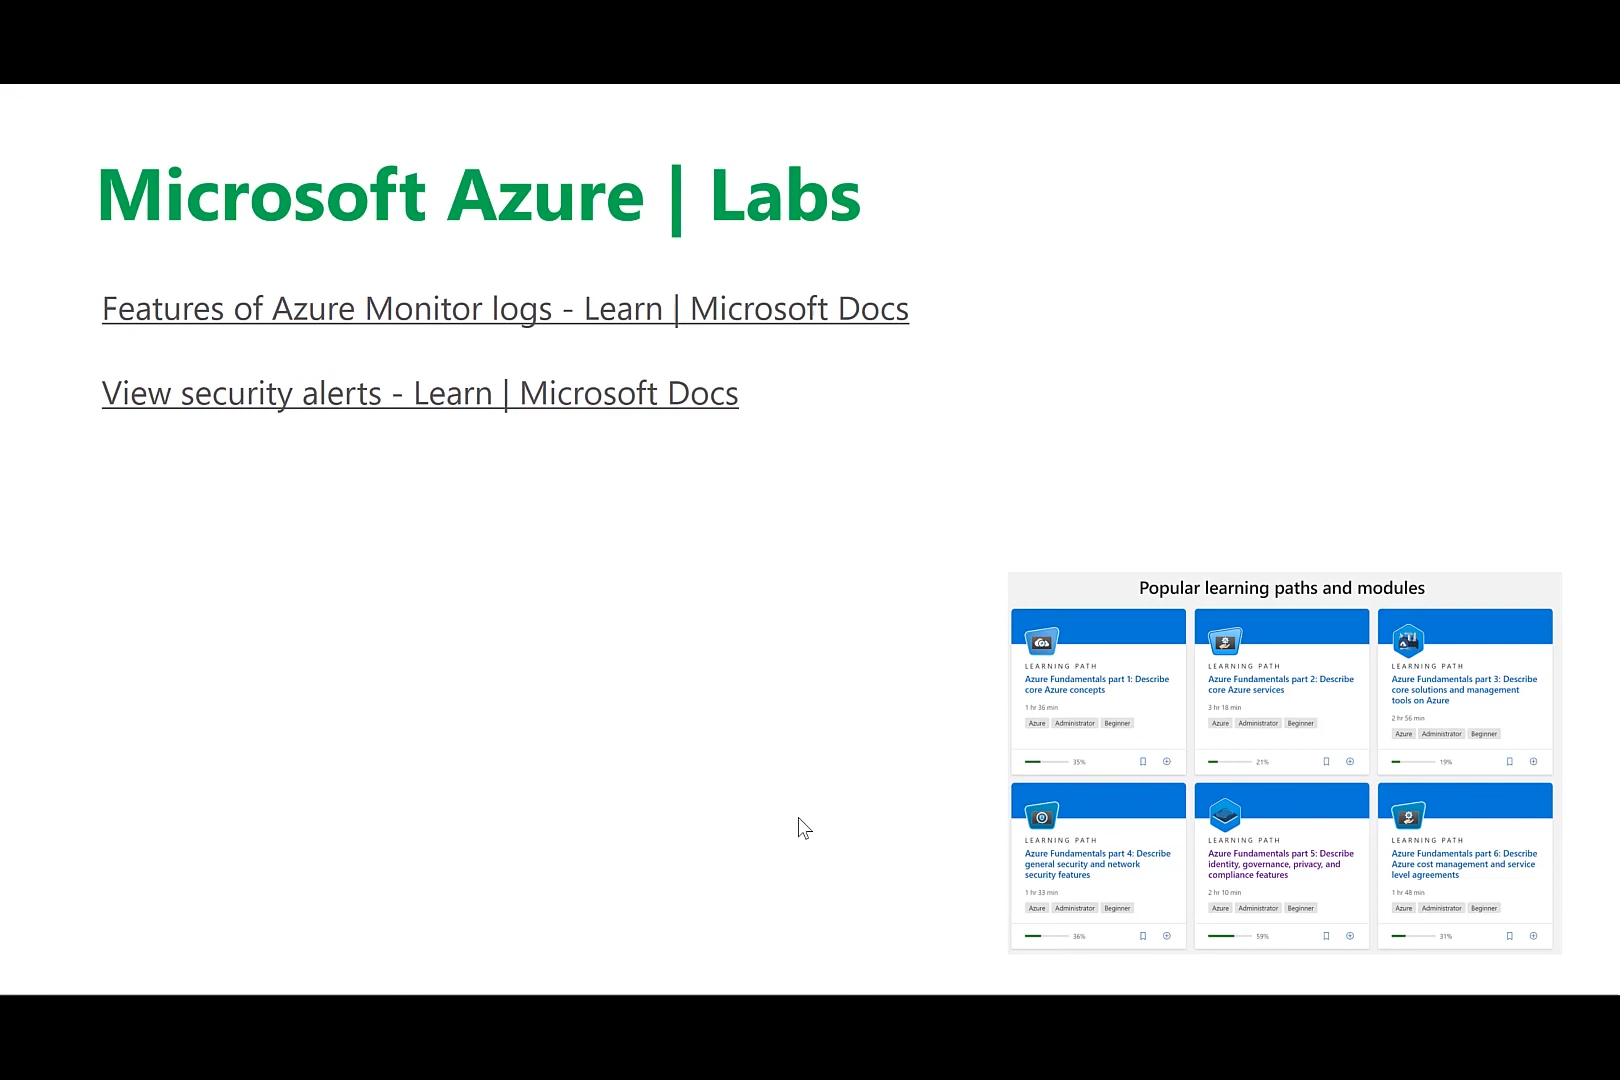 Microsoft Azure | Labs
Features of Azure Monitor logs - Learn | Microsoft Docs
View security alerts - Learn | Microsoft Docs
Popular learning paths and modules
LEARNING PATH
Azure Fundamentals part 1: Describe
core Azure concepts
1 hr 36 min
Azure Administrator Beginner
35%
LEARNING PATH
Azure Fundamentals part 2: Describe
core Azure services
3 hr 18 min
Azure Administrator Beginner
21%
LEARNING PATH
Azure Fundamentals part 3: Describe
core solutions and management
tools on Azure
2 hr 56 min
Azure Administrator Beginner
19%
LEARNING PATH
Azure Fundamentals part 4: Describe
general security and network
security features
1 hr 33 min
Azure Administrator Beginner
36%
LEARNING PATH
Azure Fundamentals part 5: Describe
identity, governance, privacy, and
compliance features
2 hr 10 min
Azure Administrator Beginner
59%
LEARNING PATH
Azure Fundamentals part 6: Describe
Azure cost management and service
level agreements
1 hr 48 min
Azure Administrator Beginner
31%